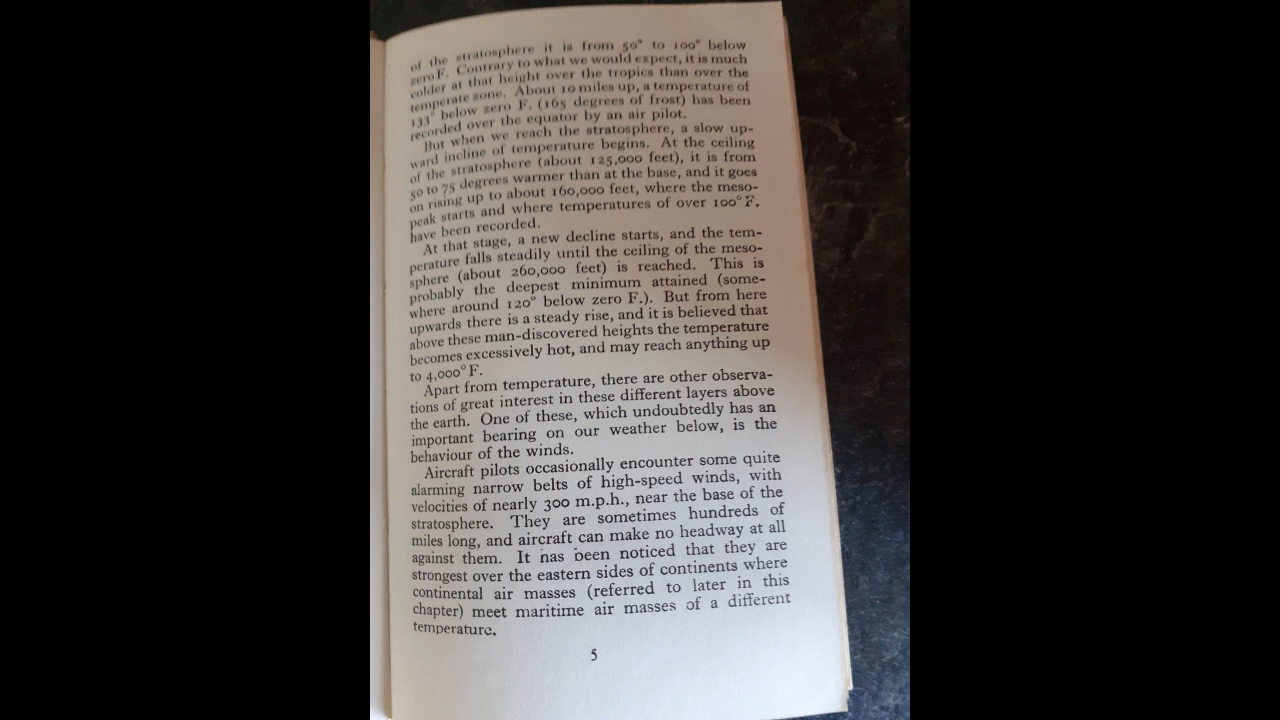 of the stratosphere it is from 50° to 100° below
zero F. Contrary to what we would expect, it is much
colder at that height over the tropics than over the
temperate zone. About 10 miles up, a temperature of
133° below zero F. (165 degrees of frost) has been
recorded over the equator by an air pilot.
But when we reach the stratosphere, a slow up-
ward incline of temperature begins. At the ceiling
of the stratosphere (about 125,000 feet), it is from
50 to 75 degrees warmer than at the base, and it goes
on rising up to about 160,000 feet, where the meso-
peak starts and where temperatures of over 100° F.
have been recorded.
At that stage, a new decline starts, and the tem-
perature falls steadily until the ceiling of the meso-
sphere (about 260,000 feet) is reached. This is
probably the deepest minimum attained (some-
where around 120° below zero F.). But from here
upwards there is a steady rise, and it is believed that
above these man-discovered heights the temperature
becomes excessively hot, and may reach anything up
to 4,000° F.
Apart from temperature, there are other observa-
tions of great interest in these different layers above
the earth. One of these, which undoubtedly has an
important bearing on our weather below, is the
behaviour of the winds.
Aircraft pilots occasionally encounter some quite
alarming narrow belts of high-speed winds, with
velocities of nearly 300 m.p.h., near the base of the
stratosphere. They are sometimes hundreds of
miles long, and aircraft can make no headway at all
against them. It has been noticed that they are
strongest over the eastern sides of continents where
continental air masses (referred to later in this
chapter) meet maritime air masses of a different
temperature.
5